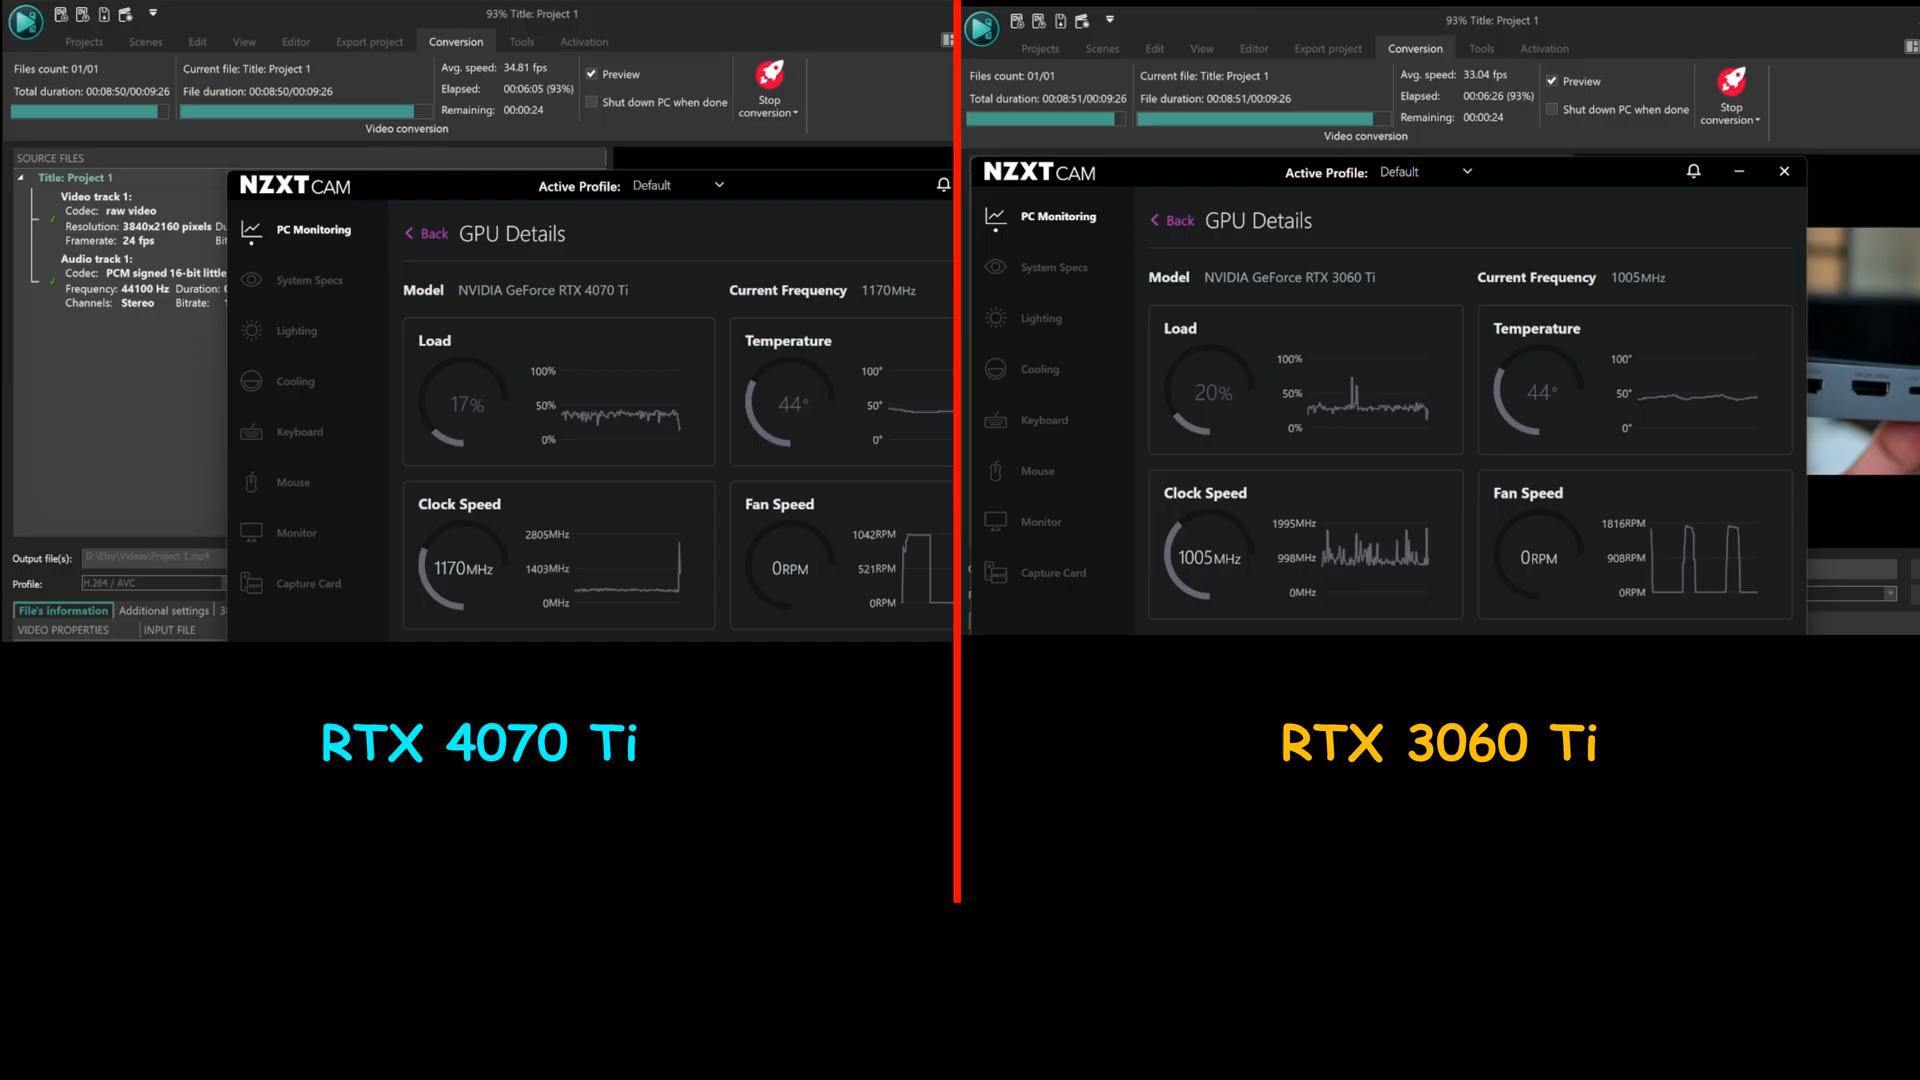 93% Title: Project 1
Projects Scenes Edit View Editor Export project Conversion Tools Activation
Files count: 01/01
Total duration: 00:08:50/00:09:26
Current file: Title: Project 1
File duration: 00:08:50/00:09:26
Avg. speed: 34.81 fps
Elapsed: 00:06:05 (93%)
Remaining: 00:00:24
Preview
Shut down PC when done
Stop
conversion
Video conversion
SOURCE FILES
Title: Project 1
Video track 1:
Codec: raw video
Resolution: 3840x2160 pixels
Framerate: 24 fps
Audio track 1:
Codec: PCM signed 16-bit little
Frequency: 44100 Hz
Channels: Stereo Bitrate:
Output file(s): D:\Eloy\Videos\Project 1.mp4
Profile: H.264 / AVC
File's information Additional settings
VIDEO PROPERTIES INPUT FILE
NZXT CAM
Active Profile: Default
PC Monitoring
System Specs
Lighting
Cooling
Keyboard
Mouse
Monitor
Capture Card
Back GPU Details
Model NVIDIA GeForce RTX 4070 Ti
Current Frequency 1170MHz
Load
17%
100%
50%
0%
Temperature
44°
100°
50°
0°
Clock Speed
1170MHz
2805MHz
1403MHz
0MHz
Fan Speed
0RPM
1042RPM
521RPM
0RPM
RTX 4070 Ti
93% Title: Project 1
Projects Scenes Edit View Editor Export project Conversion Tools Activation
Files count: 01/01
Total duration: 00:08:51/00:09:26
Current file: Title: Project 1
File duration: 00:08:51/00:09:26
Avg. speed: 33.04 fps
Elapsed: 00:06:26 (93%)
Remaining: 00:00:24
Preview
Shut down PC when done
Stop
conversion
Video conversion
NZXT CAM
Active Profile: Default
PC Monitoring
System Specs
Lighting
Cooling
Keyboard
Mouse
Monitor
Capture Card
Back GPU Details
Model NVIDIA GeForce RTX 3060 Ti
Current Frequency 1005MHz
Load
20%
100%
50%
0%
Temperature
44°
100°
50°
0°
Clock Speed
1005MHz
1995MHz
998MHz
0MHz
Fan Speed
0RPM
1816RPM
908RPM
0RPM
RTX 3060 Ti